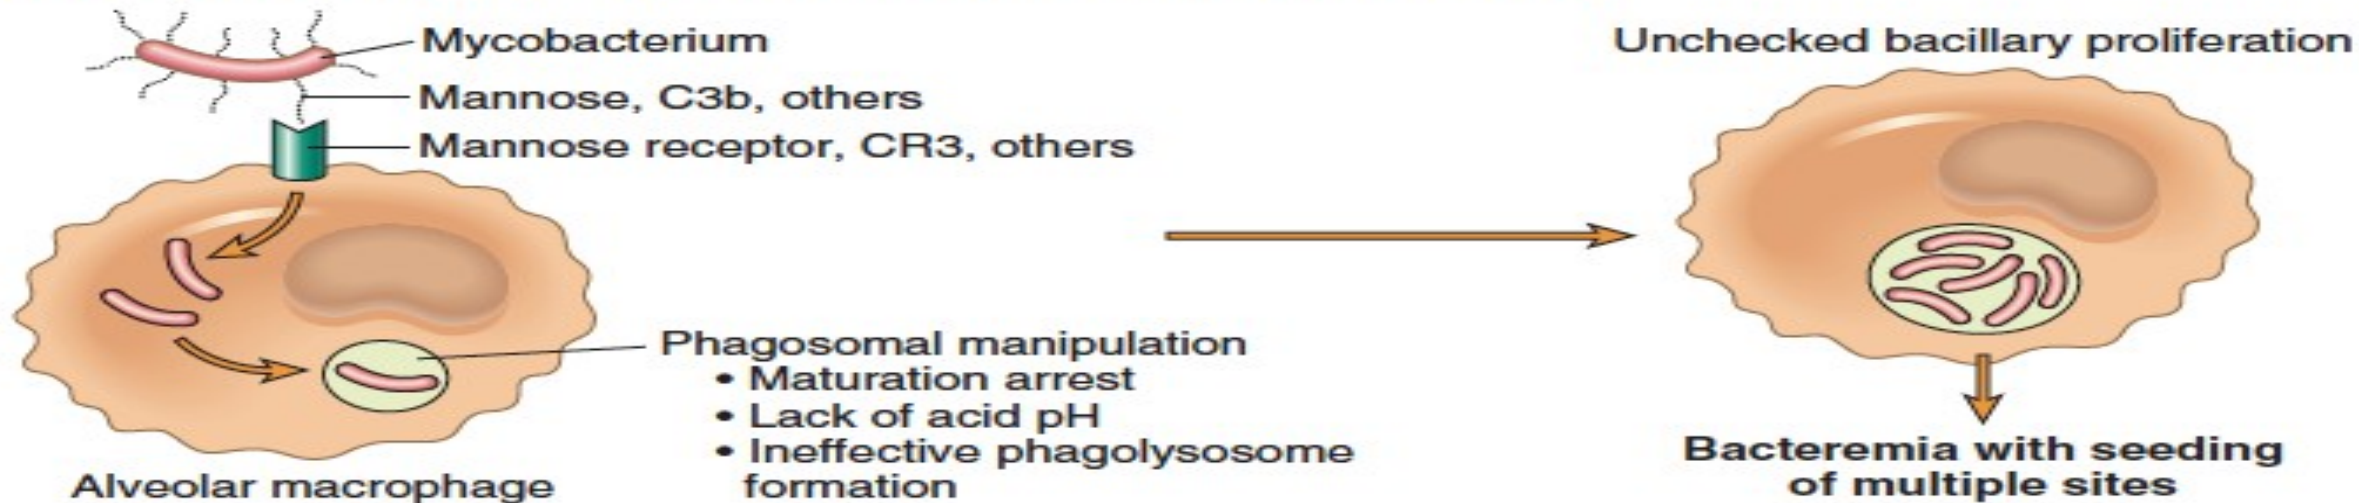 Mycobacterium
Mannose, C3b, others
Mannose receptor, CR3, others
Phagosomal manipulation
• Maturation arrest
• Lack of acid pH
• Ineffective phagolysosome
formation
Alveolar macrophage
Unchecked bacillary proliferation
Bacteremia with seeding
of multiple sites